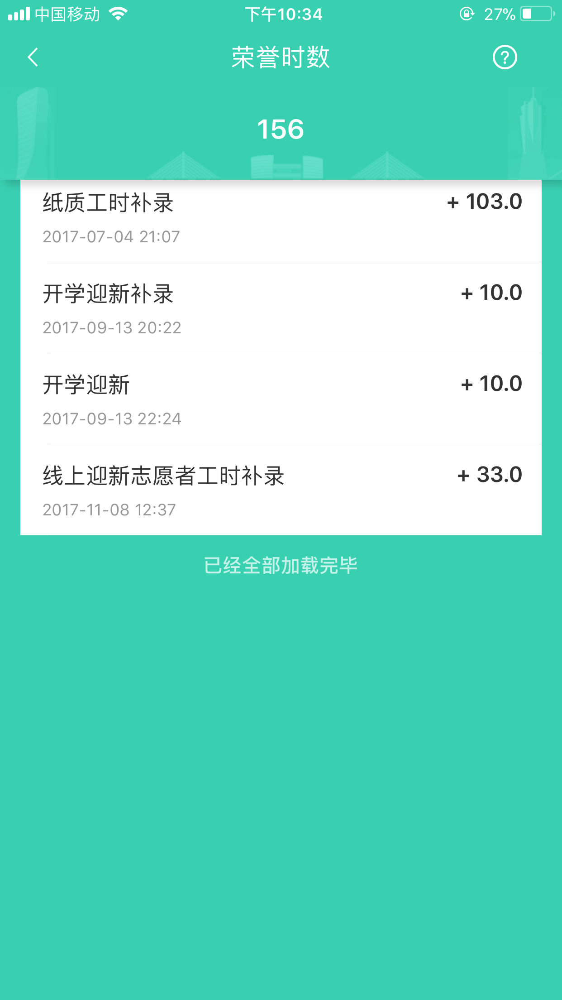 中国移动 下午10:34 27%
荣誉时数 ?
156
纸质工时补录 + 103.0
2017-07-04 21:07
开学迎新补录 + 10.0
2017-09-13 20:22
开学迎新 + 10.0
2017-09-13 22:24
线上迎新志愿者工时补录 + 33.0
2017-11-08 12:37
已经全部加载完毕